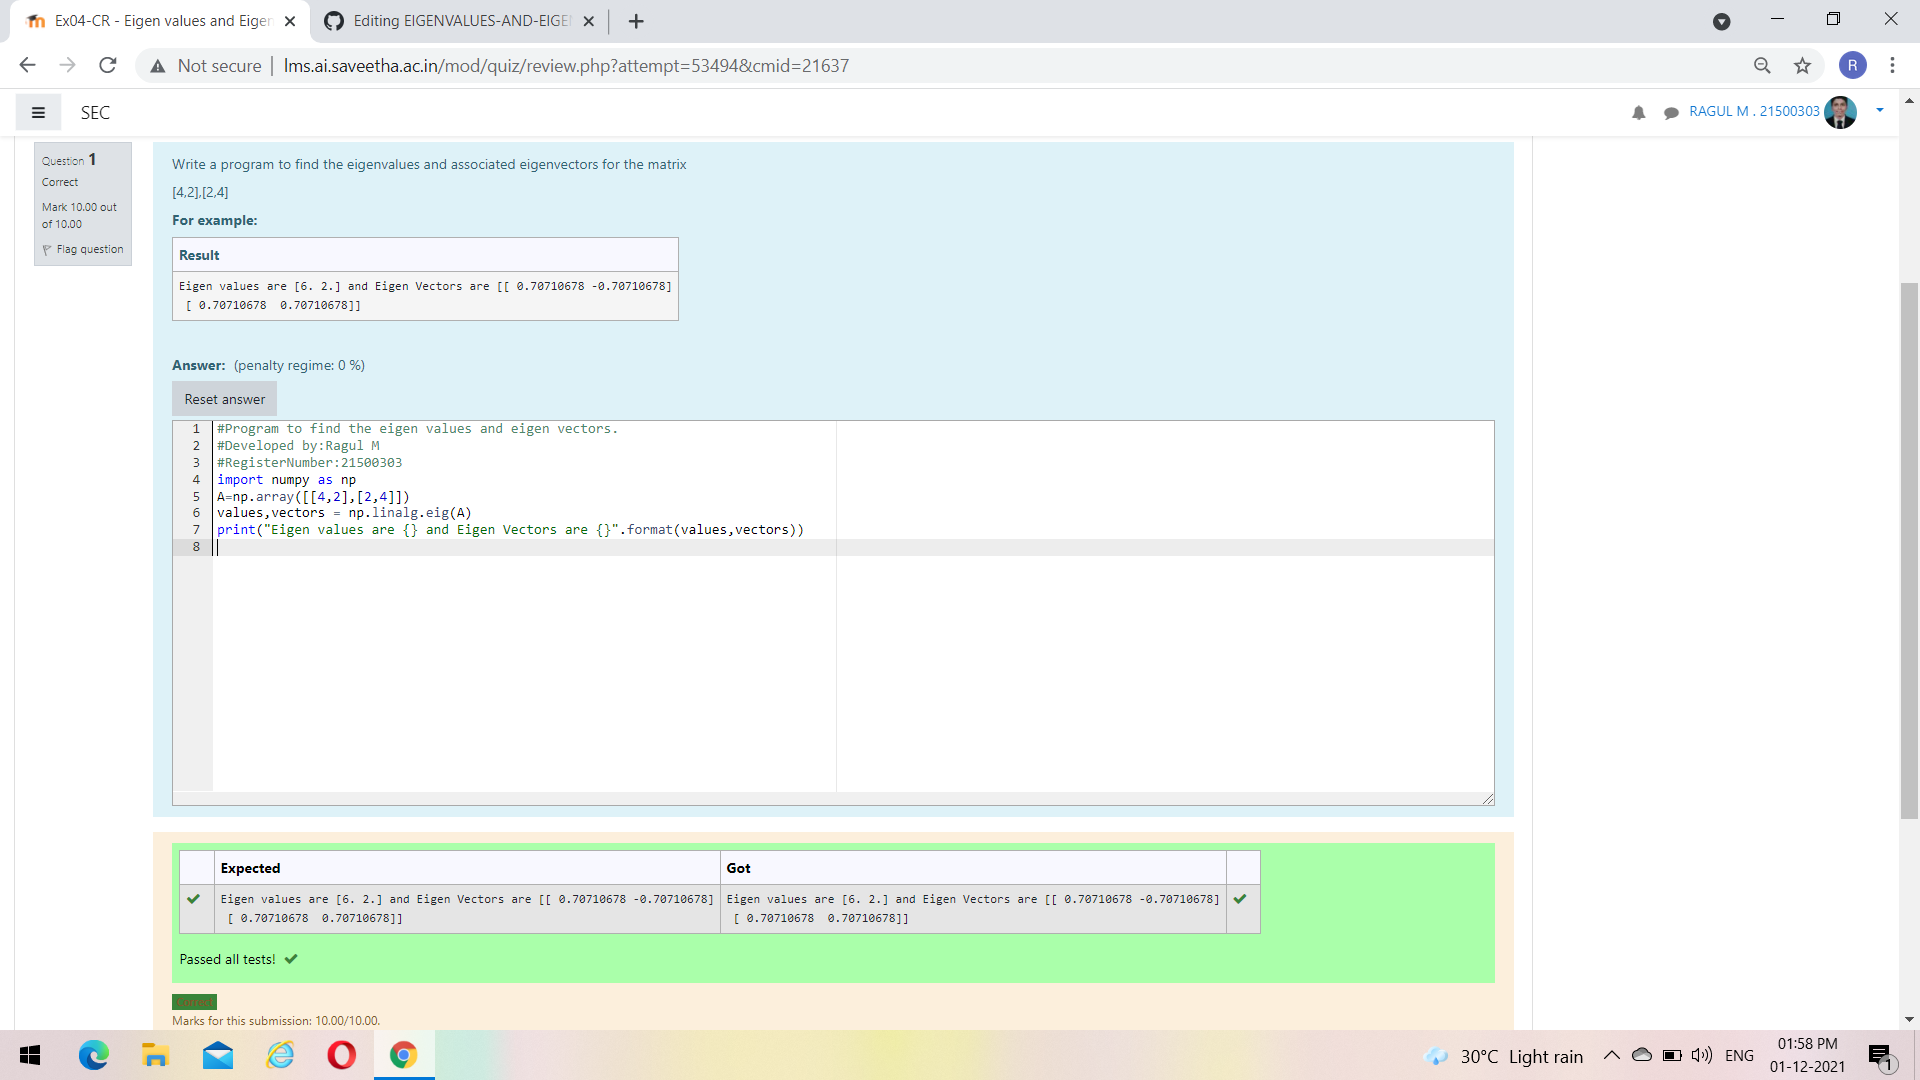 Ex04-CR - Eigen values and Eigen
Editing EIGENVALUES-AND-EIGE
Not secure
lms.ai.saveetha.ac.in/mod/quiz/review.php?attempt=53494&cmid=21637
R
SEC
RAGUL M . 21500303
Question 1
Correct
Mark 10.00 out
of 10.00
Flag question
Write a program to find the eigenvalues and associated eigenvectors for the matrix
[4,2],[2,4]
For example:
Result
Eigen values are [6. 2.] and Eigen Vectors are [[ 0.70710678 -0.70710678]
[ 0.70710678  0.70710678]]
Answer: (penalty regime: 0 %)
Reset answer
1 #Program to find the eigen values and eigen vectors.
2 #Developed by:Ragul M
3 #RegisterNumber:21500303
4 import numpy as np
5 A=np.array([[4,2],[2,4]])
6 values,vectors = np.linalg.eig(A)
7 print("Eigen values are {} and Eigen Vectors are {}".format(values,vectors))
8
Expected Got
Eigen values are [6. 2.] and Eigen Vectors are [[ 0.70710678 -0.70710678]
[ 0.70710678  0.70710678]]
Eigen values are [6. 2.] and Eigen Vectors are [[ 0.70710678 -0.70710678]
[ 0.70710678  0.70710678]]
Passed all tests!
Correct
Marks for this submission: 10.00/10.00.
30°C Light rain
ENG
01:58 PM
01-12-2021
1